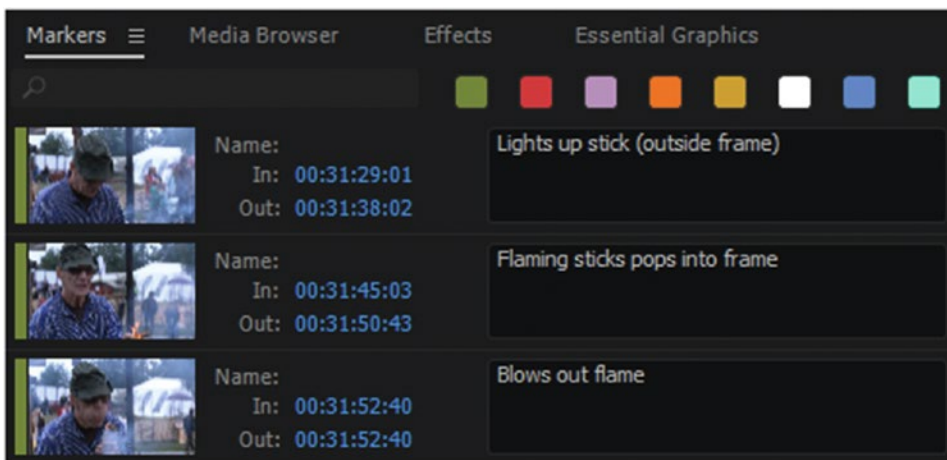 Markers Media Browser Effects Essential Graphics
Name:
In: 00:31:29:01
Out: 00:31:38:02
Lights up stick (outside frame)
Name:
In: 00:31:45:03
Out: 00:31:50:43
Flaming sticks pops into frame
Name:
In: 00:31:52:40
Out: 00:31:52:40
Blows out flame